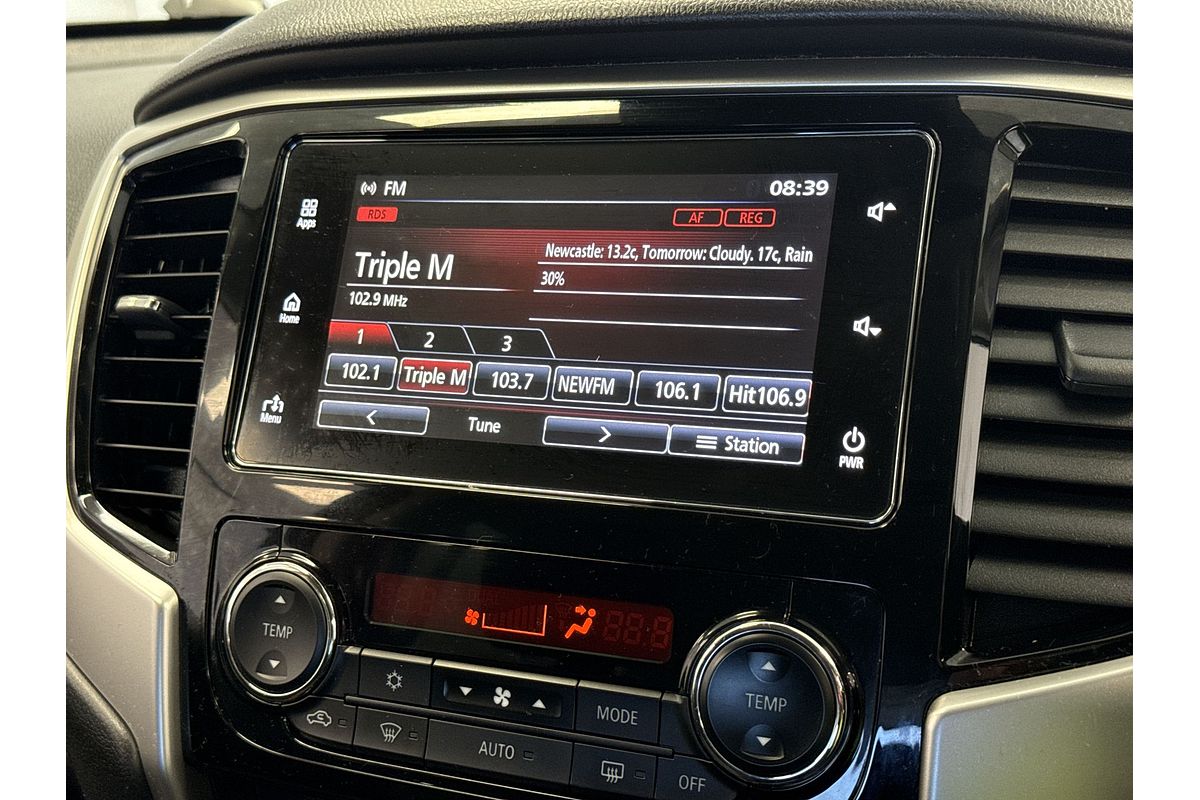 FM
08:39
RDS
AF REG
Apps
Triple M
Newcastle: 13.2c, Tomorrow: Cloudy. 17c, Rain
30%
102.9 MHz
Home
1 2 3
102.1 Triple M 103.7 NEWFM 106.1 Hit106.9
Menu
< Tune > Station
PWR
TEMP
TEMP
MODE
AUTO
OFF